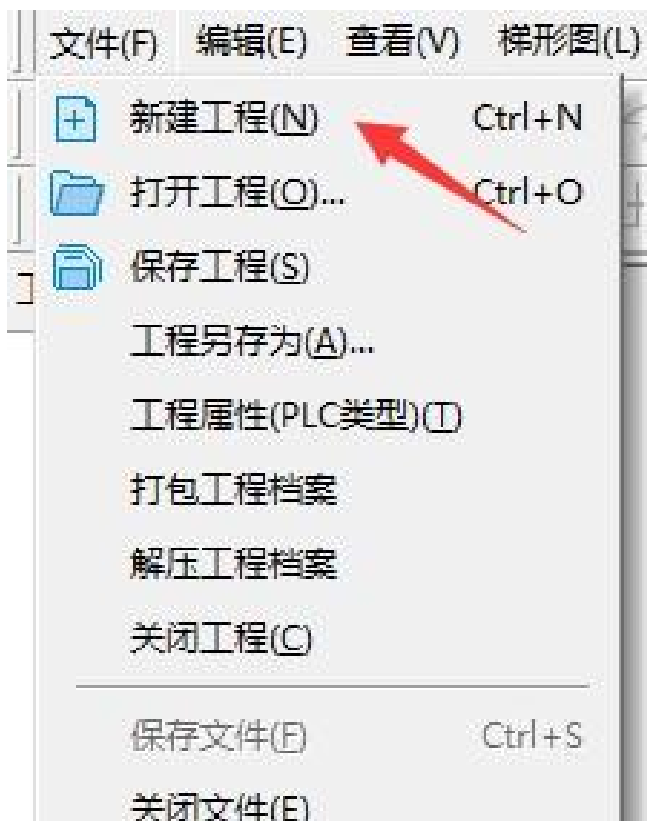 文件(F) 编辑(E) 查看(V) 梯形图(L)
新建工程(N) Ctrl+N
打开工程(O)... Ctrl+O
保存工程(S)
工程另存为(A)...
工程属性(PLC类型)(T)
打包工程档案
解压工程档案
关闭工程(C)
保存文件(F) Ctrl+S
关闭文件(E)